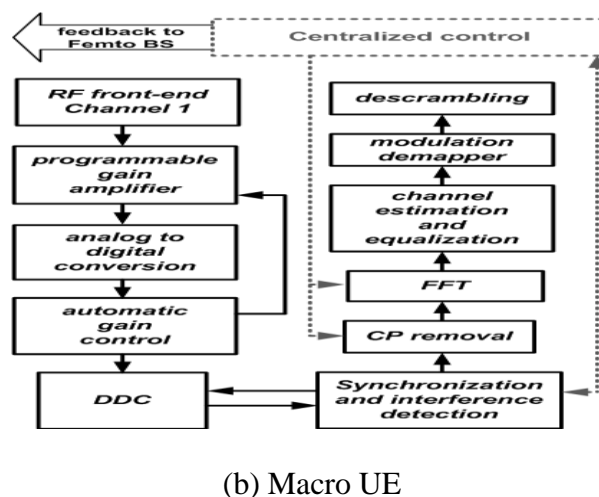 feedback to
Femto BS
Centralized control
RF front-end
Channel 1
programmable
gain
amplifier
analog to
digital
conversion
automatic
gain
control
DDC
descrambling
modulation
demapper
channel
estimation
and
equalization
FFT
CP removal
Synchronization
and interference
detection
(b) Macro UE